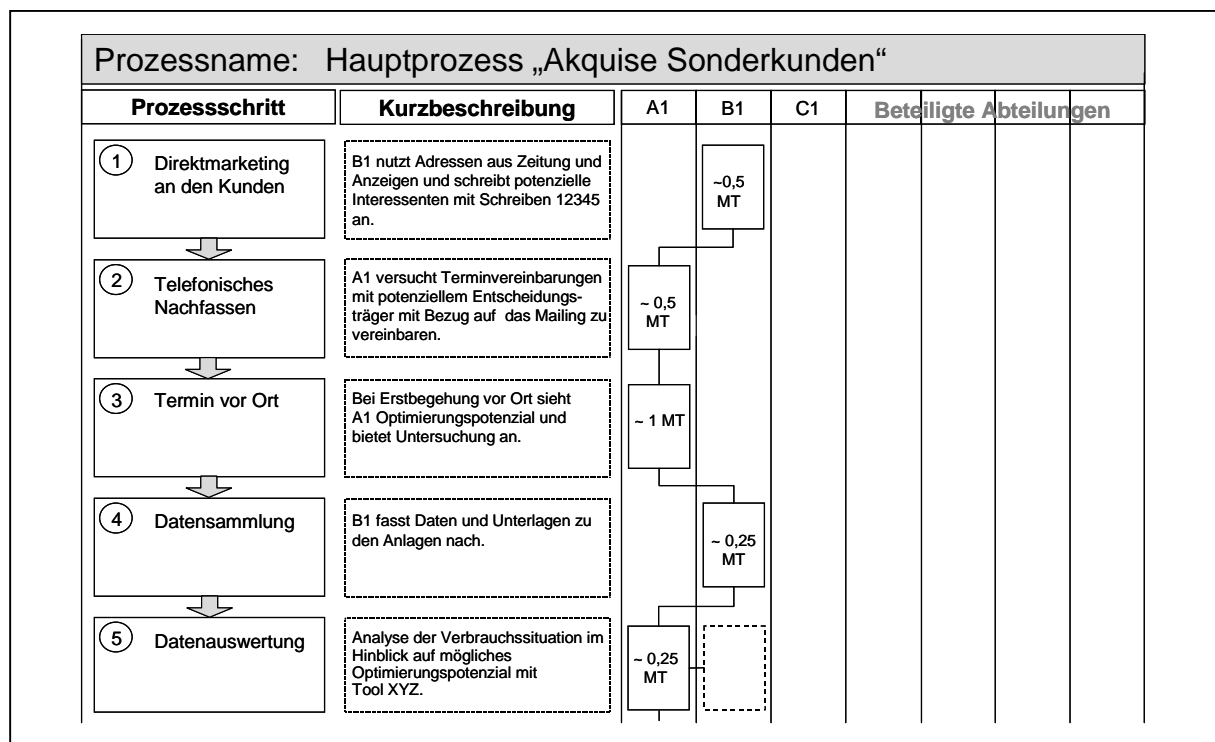 Prozessname: Hauptprozess „Akquise Sonderkunden“
Prozessschritt Kurzbeschreibung A1 B1 C1 Beteiligte Abteilungen
1 Direktmarketing
an den Kunden
B1 nutzt Adressen aus Zeitung und
Anzeigen und schreibt potenzielle
Interessenten mit Schreiben 12345
an.
~0,5
MT
2 Telefonisches
Nachfassen
A1 versucht Terminvereinbarungen
mit potenziellem Entscheidungs-
träger mit Bezug auf das Mailing zu
vereinbaren.
~ 0,5
MT
3 Termin vor Ort
Bei Erstbegehung vor Ort sieht
A1 Optimierungspotenzial und
bietet Untersuchung an.
~ 1 MT
4 Datensammlung
B1 fasst Daten und Unterlagen zu
den Anlagen nach.
~ 0,25
MT
5 Datenauswertung
Analyse der Verbrauchssituation im
Hinblick auf mögliches
Optimierungspotenzial mit
Tool XYZ.
~ 0,25
MT